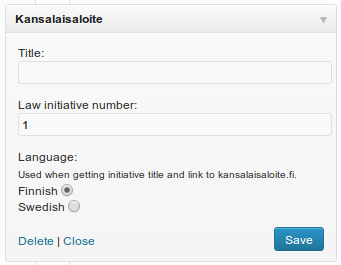 Kansalaisaloite
Title:
Law initiative number:
1
Language:
Used when getting initiative title and link to kansalaisaloite.fi.
Finnish
Swedish
Delete | Close
Save